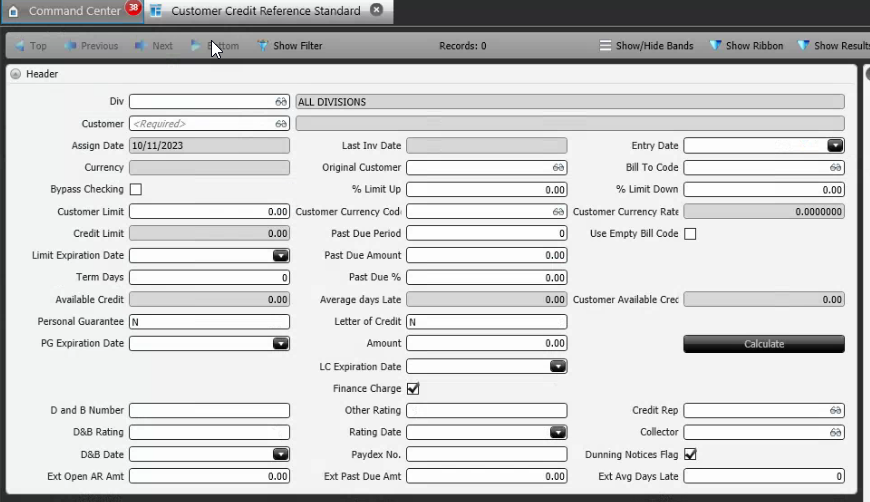 Command Center 38 Customer Credit Reference Standard
Top Previous Next Bottom Show Filter Records: 0 Show/Hide Bands Show Ribbon Show Results
Header
Div ALL DIVISIONS
Customer <Required>
Assign Date 10/11/2023 Last Inv Date Entry Date
Currency Original Customer Bill To Code
Bypass Checking % Limit Up 0.00 % Limit Down 0.00
Customer Limit 0.00 Customer Currency Cod Customer Currency Rate 0.0000000
Credit Limit 0.00 Past Due Period 0 Use Empty Bill Code
Limit Expiration Date Past Due Amount 0.00
Term Days 0 Past Due % 0.00
Available Credit 0.00 Average days Late 0.00 Customer Available Crec 0.00
Personal Guarantee N Letter of Credit N
PG Expiration Date Amount 0.00 Calculate
LC Expiration Date
Finance Charge
D and B Number Other Rating Credit Rep
D&B Rating Rating Date Collector
D&B Date Paydex No. Dunning Notices Flag
Ext Open AR Amt 0.00 Ext Past Due Amt 0.00 Ext Avg Days Late 0